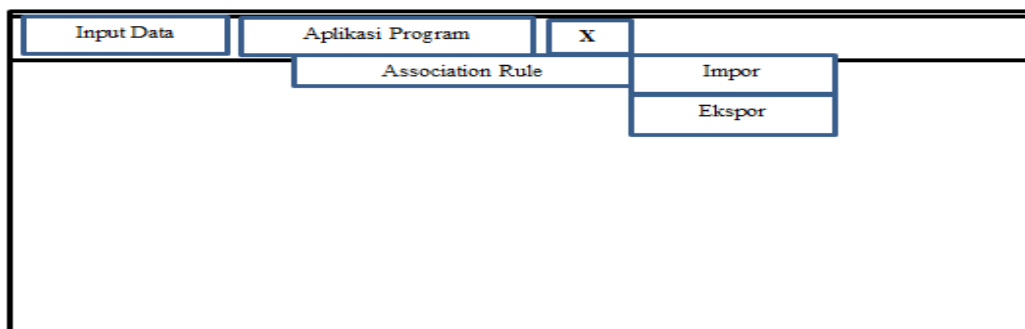 Input Data Aplikasi Program X
Association Rule Impor
Ekspor